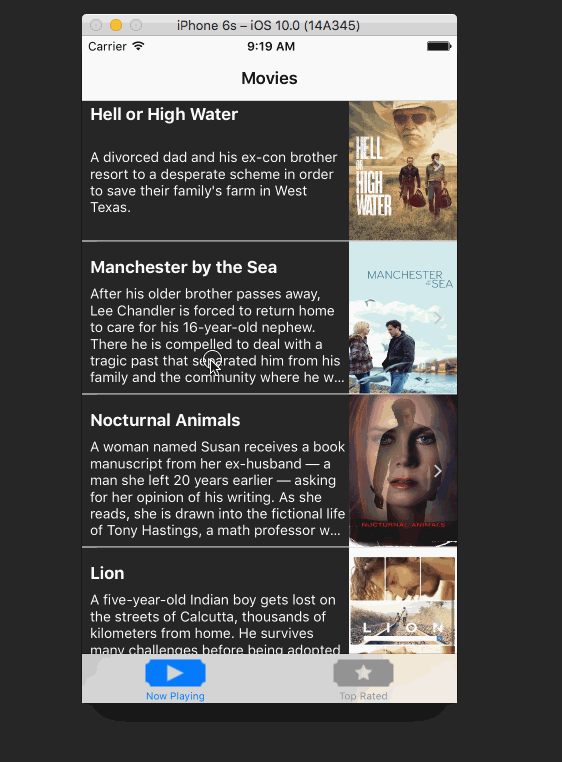 iPhone 6s – iOS 10.0 (14A345)
Carrier 9:19 AM
Movies
Hell or High Water
A divorced dad and his ex-con brother
resort to a desperate scheme in order
to save their family's farm in West
Texas.
HELL
OR
HIGH
WATER
Manchester by the Sea
After his older brother passes away,
Lee Chandler is forced to return home
to care for his 16-year-old nephew.
There he is compelled to deal with a
tragic past that separated him from his
family and the community where he w...
MANCHESTER
SEA
Nocturnal Animals
A woman named Susan receives a book
manuscript from her ex-husband — a
man she left 20 years earlier — asking
for her opinion of his writing. As she
reads, she is drawn into the fictional life
of Tony Hastings, a math professor w...
NOCTURNAL ANIMALS
Lion
A five-year-old Indian boy gets lost on
the streets of Calcutta, thousands of
kilometers from home. He survives
many challenges before being adopted
LION
Now Playing
Top Rated